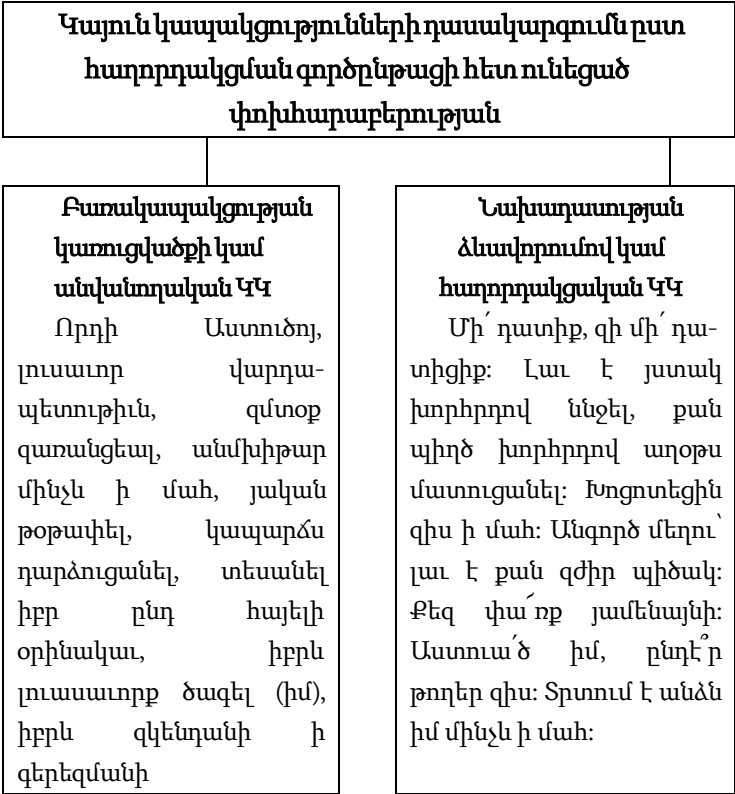 Կայուն կապակցությունների դասակարգումն ըստ
հաղորդակցման գործընթացի հետ ունեցած
փոխհարաբերության
Բառակապակցության
կառուցվածքի կամ
անվանողական ԿԿ
Որդի Աստուծոյ,
լուսաւոր վարդա-
պետութիւն, զմտօք
զառանցեալ, անմխիթար
մինչև ի մահ, յական
թօթափել, կապարճս
դարձուցանել, տեսանել
իբր ընդ հայելի
օրինակաւ, իբրև
լուասաւորք ծագել (իմ),
իբրև զկենդանի ի
գերեզմանի
Նախադասության
ձևավորումով կամ
հաղորդակցական ԿԿ
Մի՛ դատիք, զի մի՛ դա-
տիցիք։ Լաւ է յստակ
խորհրդով ննջել, քան
պիղծ խորհրդով աղօթս
մատուցանել։ Խոցոտեցին
զիս ի մահ։ Անգործ մեղու՝
լաւ է քան զժիր պիծակ։
Քեզ փա՜ռք յամենայնի։
Աստուա՛ծ իմ, ընդէ՞ր
թողեր զիս։ Տրտում է անձն
իմ մինչև ի մահ։